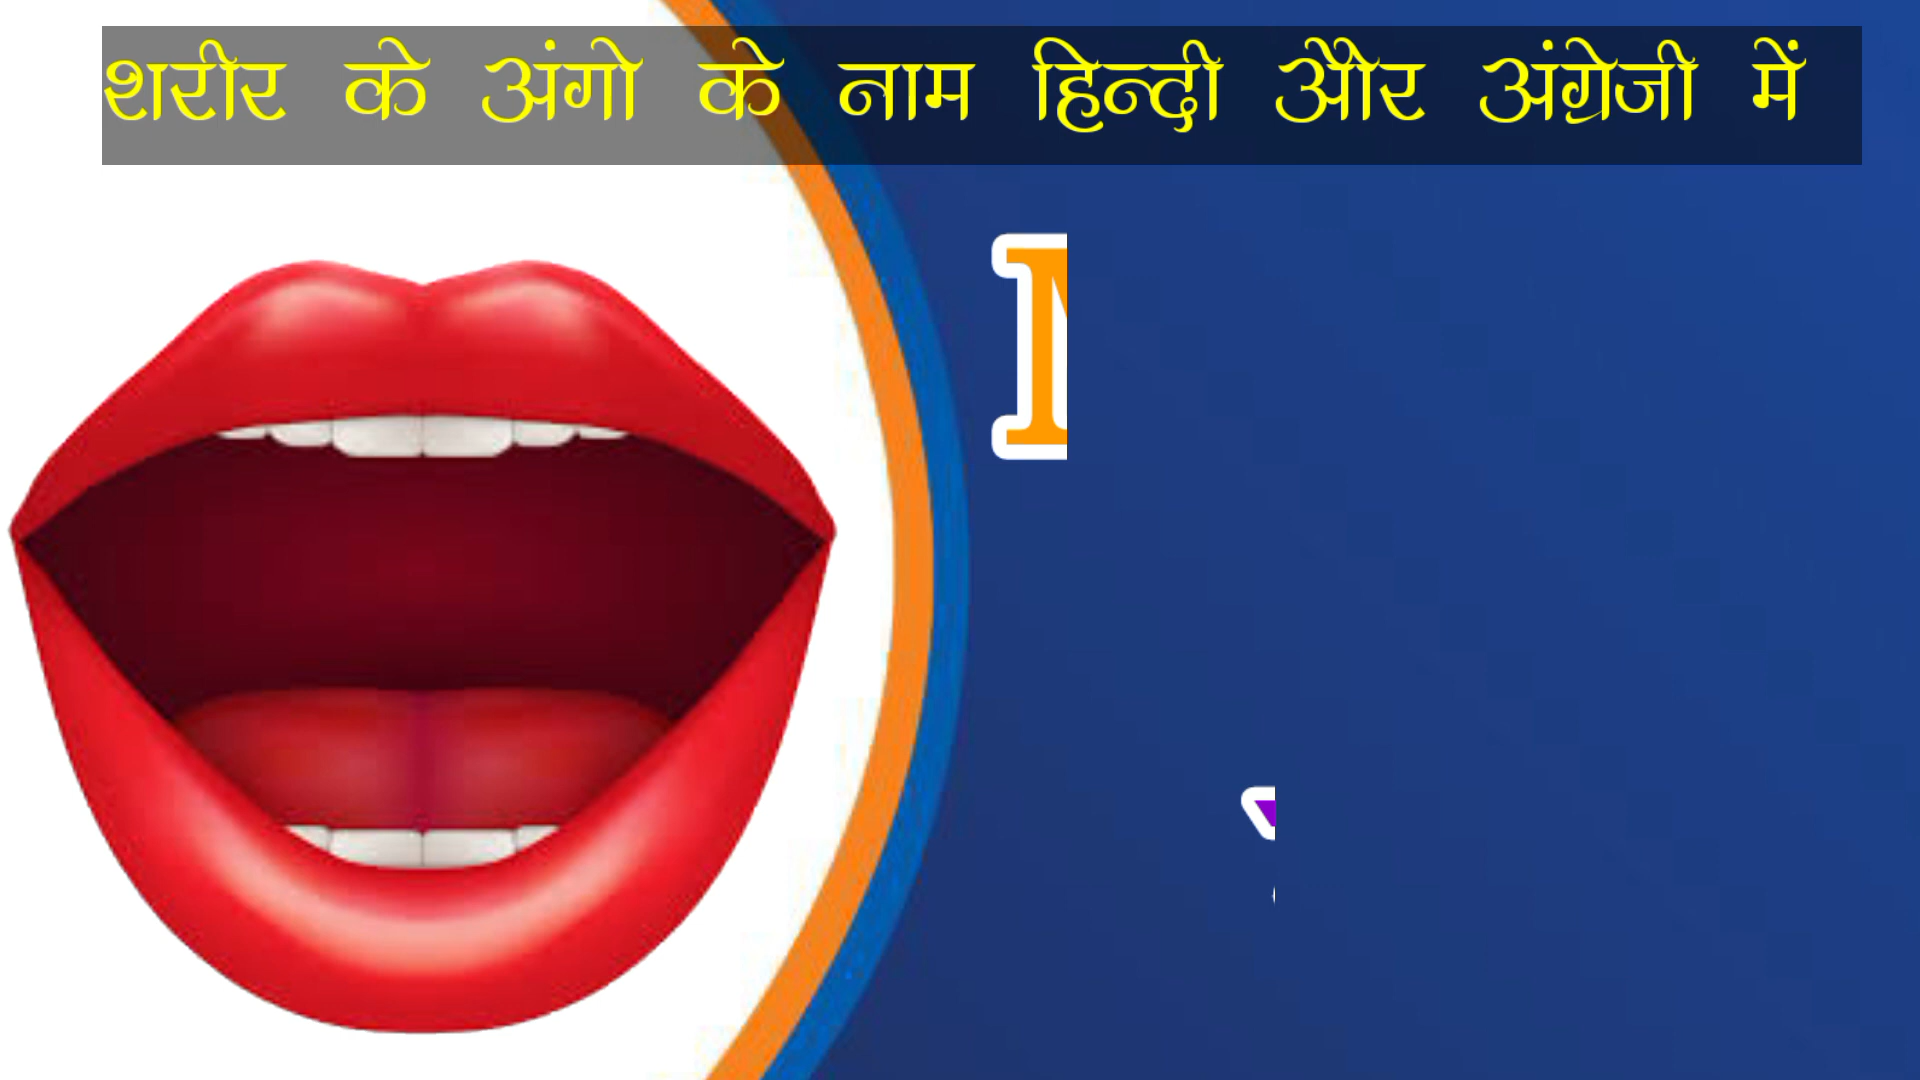 शरीर के अंगो के नाम हिन्दी और अंग्रेजी में